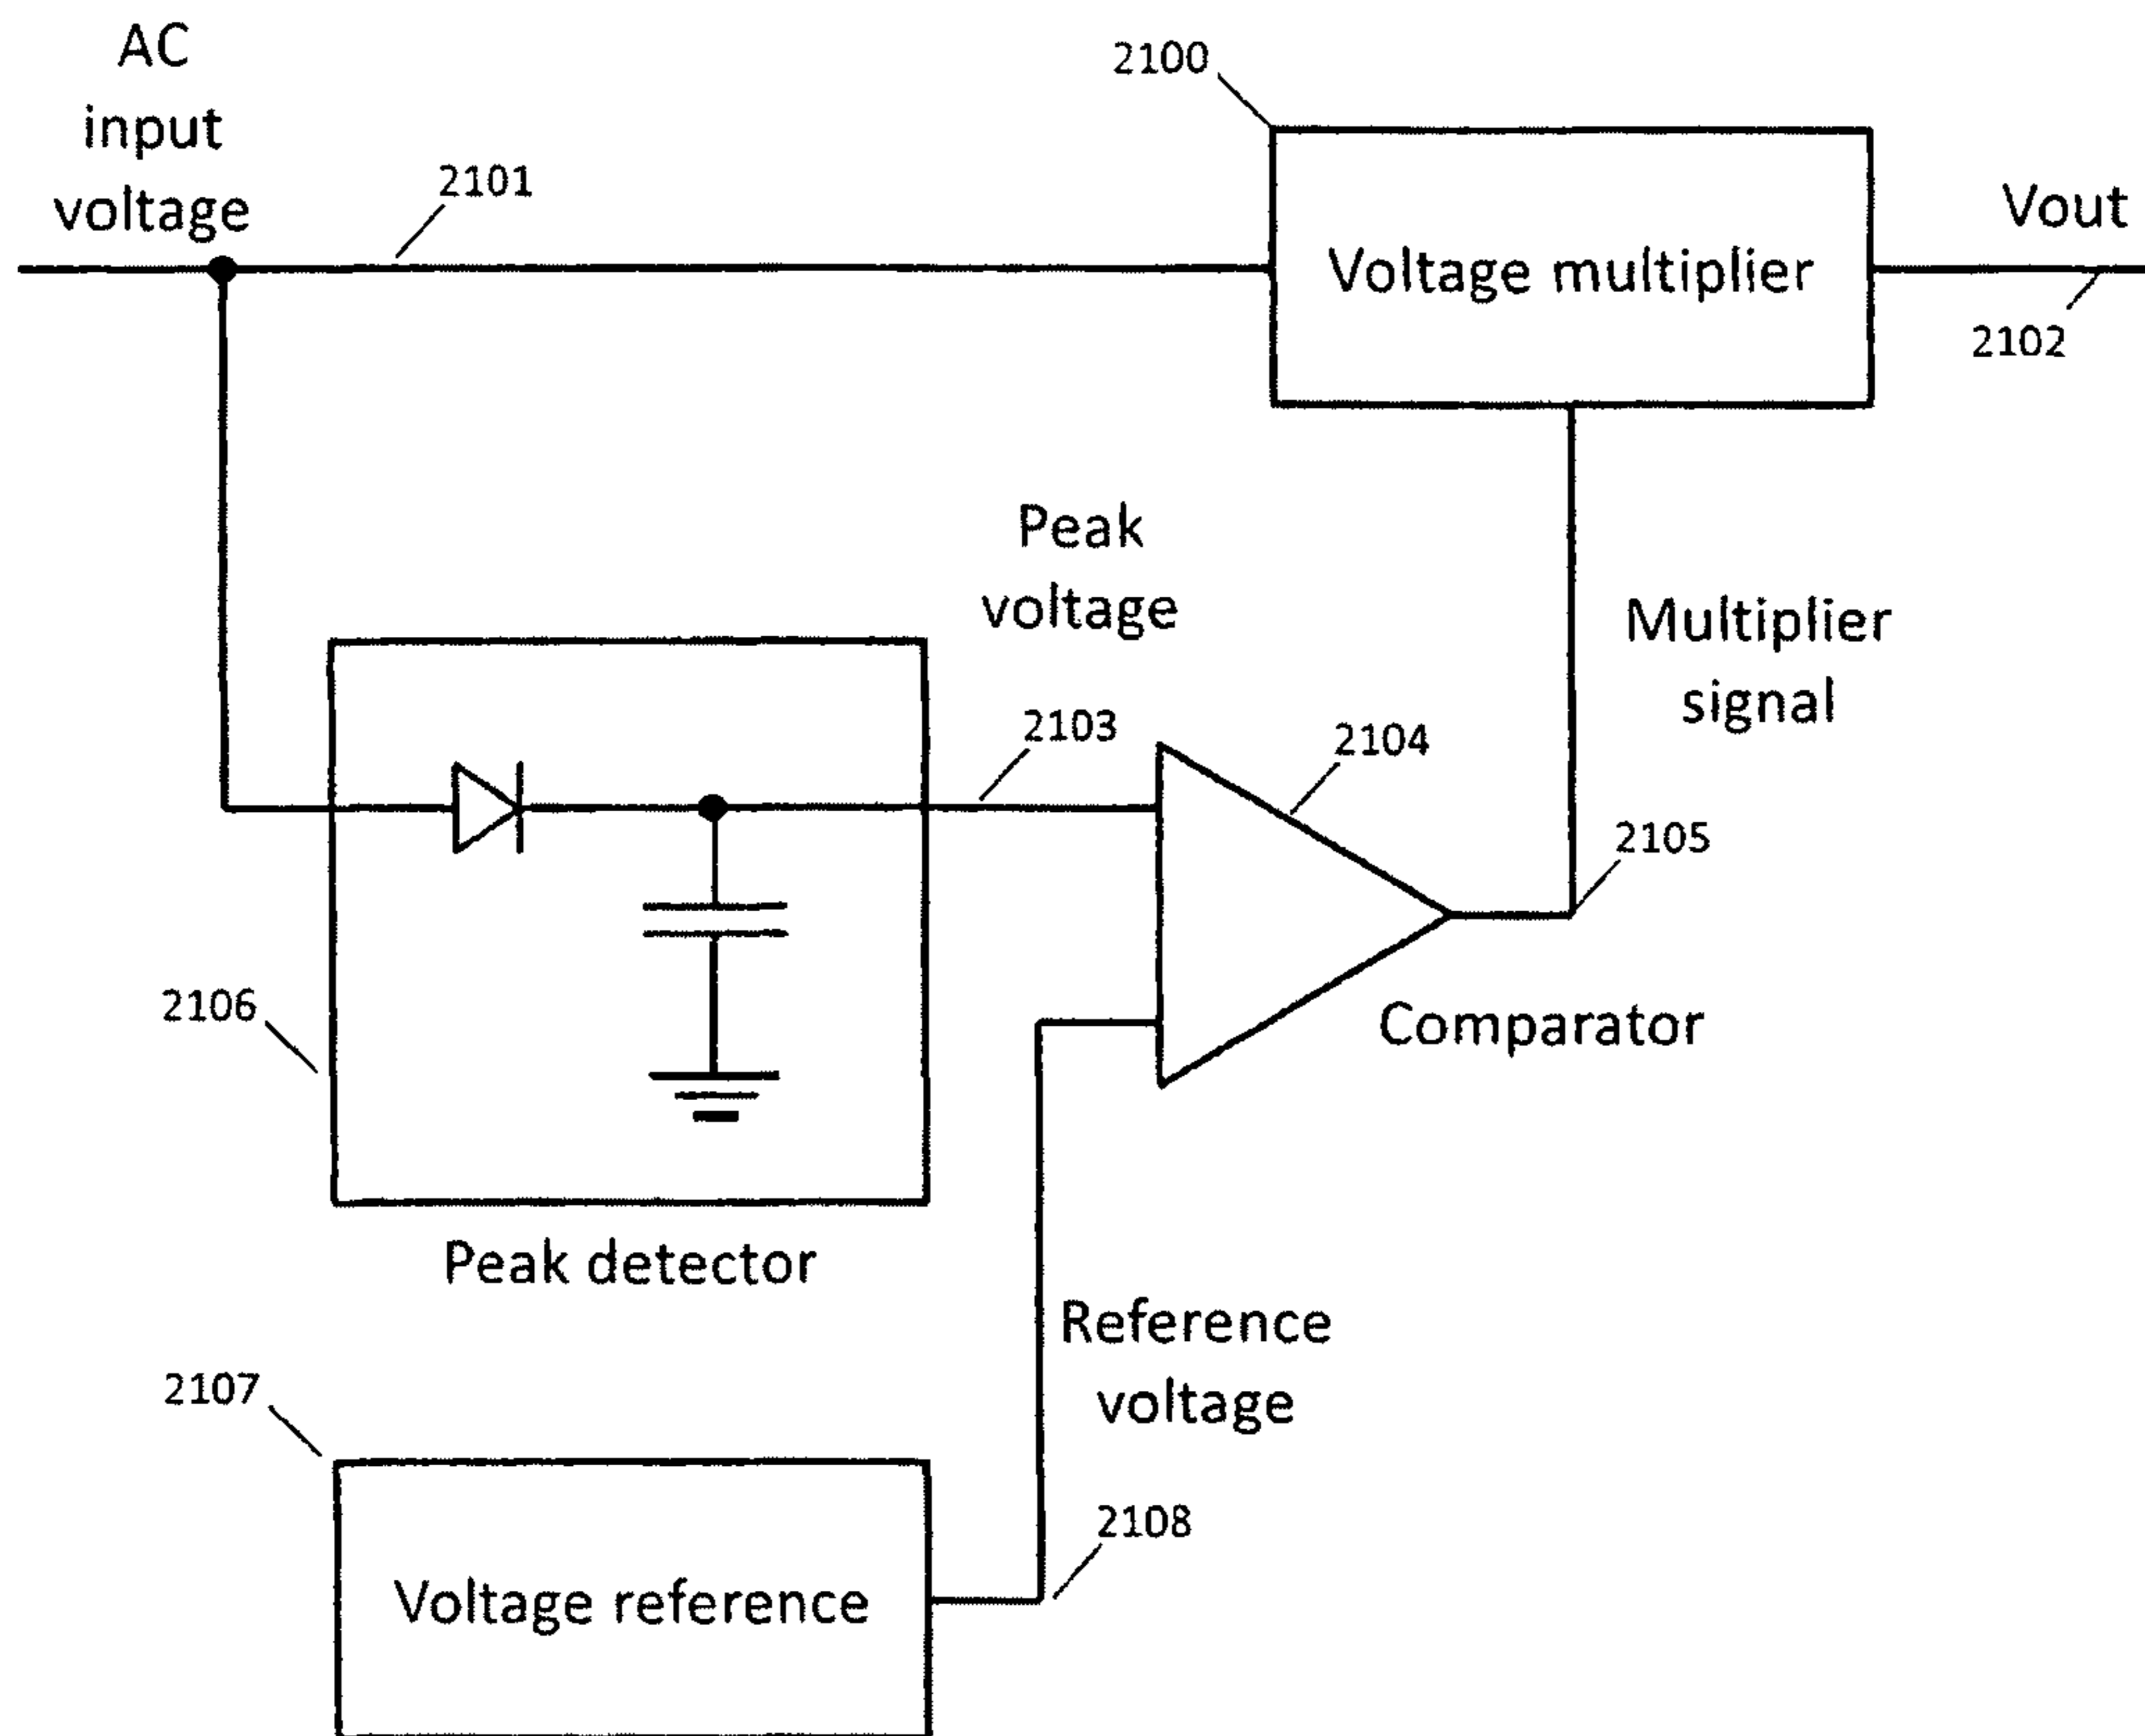 AC
input
voltage
2101
2100
Voltage multiplier
Vout
2102
Peak
voltage
Multiplier
signal
2103
2104
2105
2106
Comparator
Peak detector
Reference
voltage
2107
2108
Voltage reference